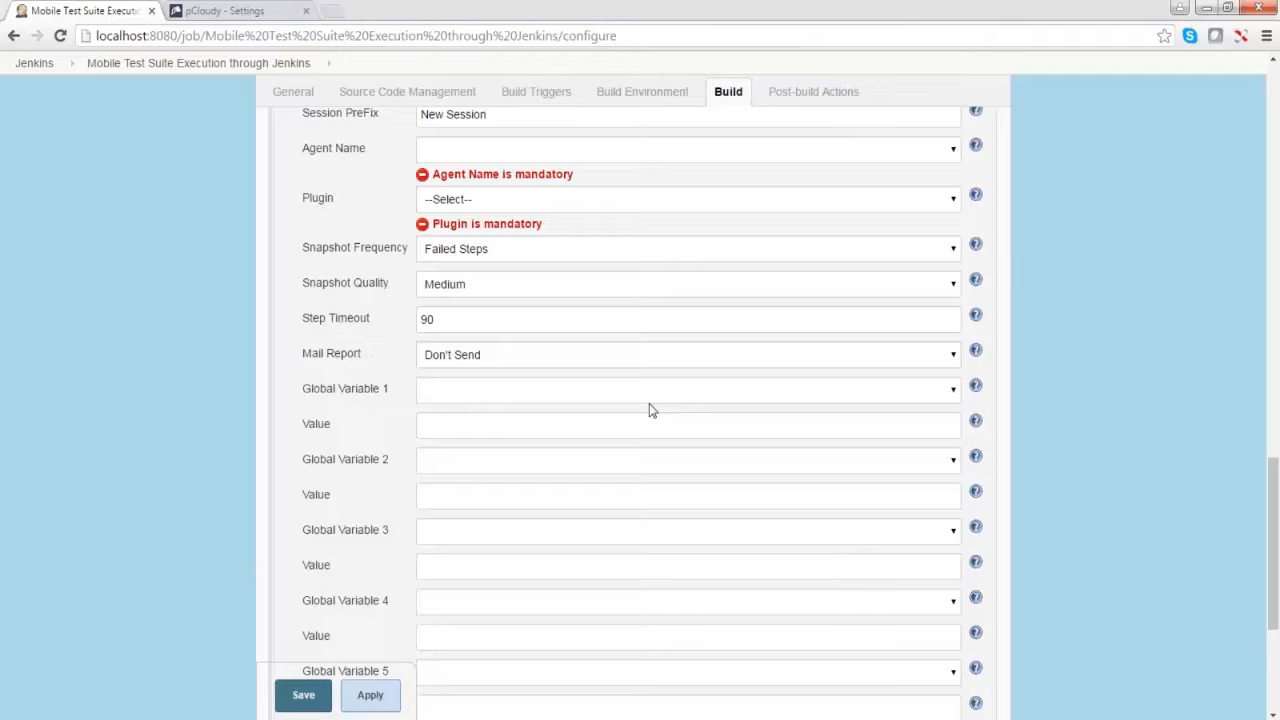 Mobile Test Suite Executi
pCloudy - Settings
localhost:8080/job/Mobile%20Test%20Suite%20Execution%20through%20Jenkins/configure
Jenkins Mobile Test Suite Execution through Jenkins
General Source Code Management Build Triggers Build Environment Build Post-build Actions
Session PreFix New Session
Agent Name
Agent Name is mandatory
Plugin --Select--
Plugin is mandatory
Snapshot Frequency Failed Steps
Snapshot Quality Medium
Step Timeout 90
Mail Report Don't Send
Global Variable 1
Value
Global Variable 2
Value
Global Variable 3
Value
Global Variable 4
Value
Global Variable 5
Save Apply